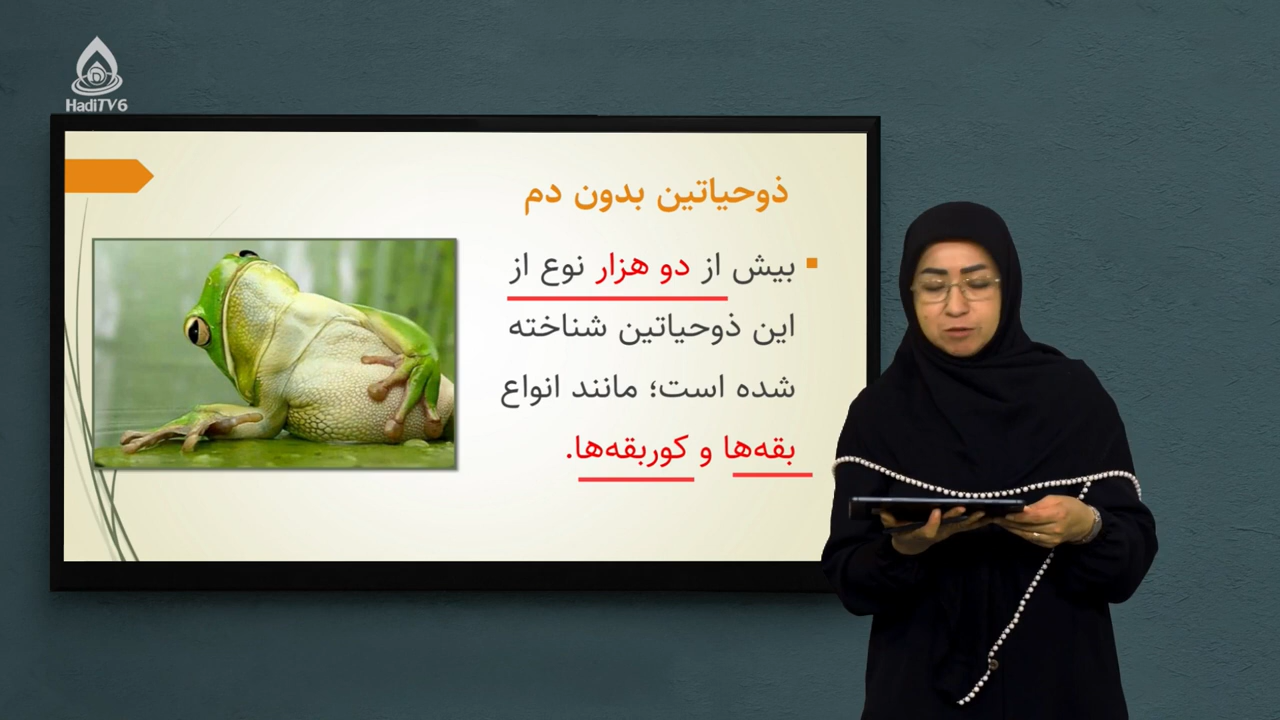 HadiTV6
ذوحیاتین بدون دم
بیش از دو هزار نوع از
این ذوحیاتین شناخته
شده است؛ مانند انواع
بقه‌ها و کوربقه‌ها.